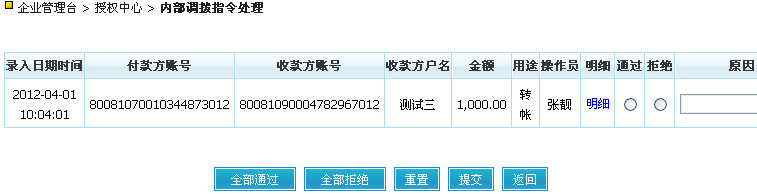 企业管理台 > 授权中心 > 内部调拨指令处理
录入日期时间 付款方账号 收款方账号 收款方户名 金额 用途 操作员 明细 通过 拒绝 原因
2012-04-01 10:04:01 80081070010344873012 80081090004782967012 测试三 1,000.00 转帐 张靓 明细
全部通过 全部拒绝 重置 提交 返回